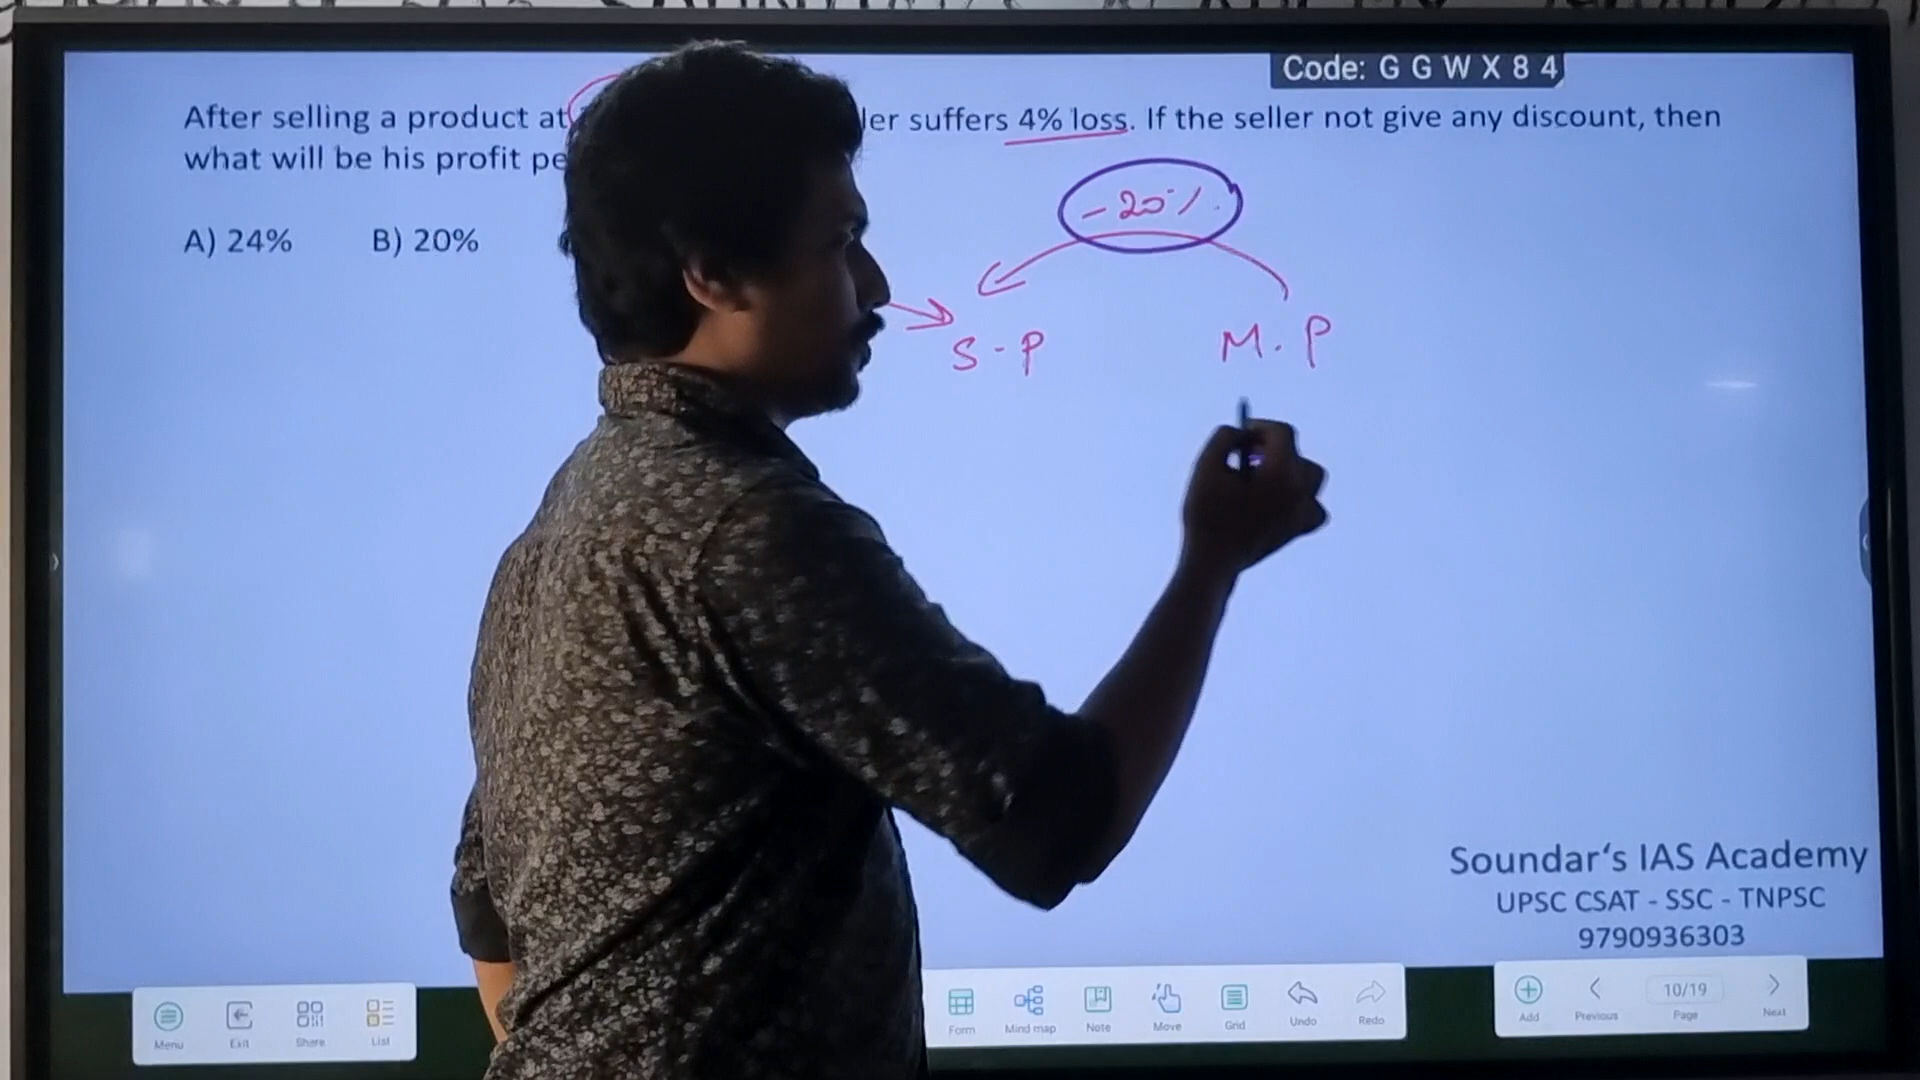 Code: G G W X 8 4
After selling a product at ler suffers 4% loss. If the seller not give any discount, then
what will be his profit pe
A) 24% B) 20%
- 20%.
S - P M. P
Soundar‘s IAS Academy
UPSC CSAT - SSC - TNPSC
9790936303
Menu Exit Share List Form Mind map Note Move Grid Undo Redo Add Previous 10/19 Page Next